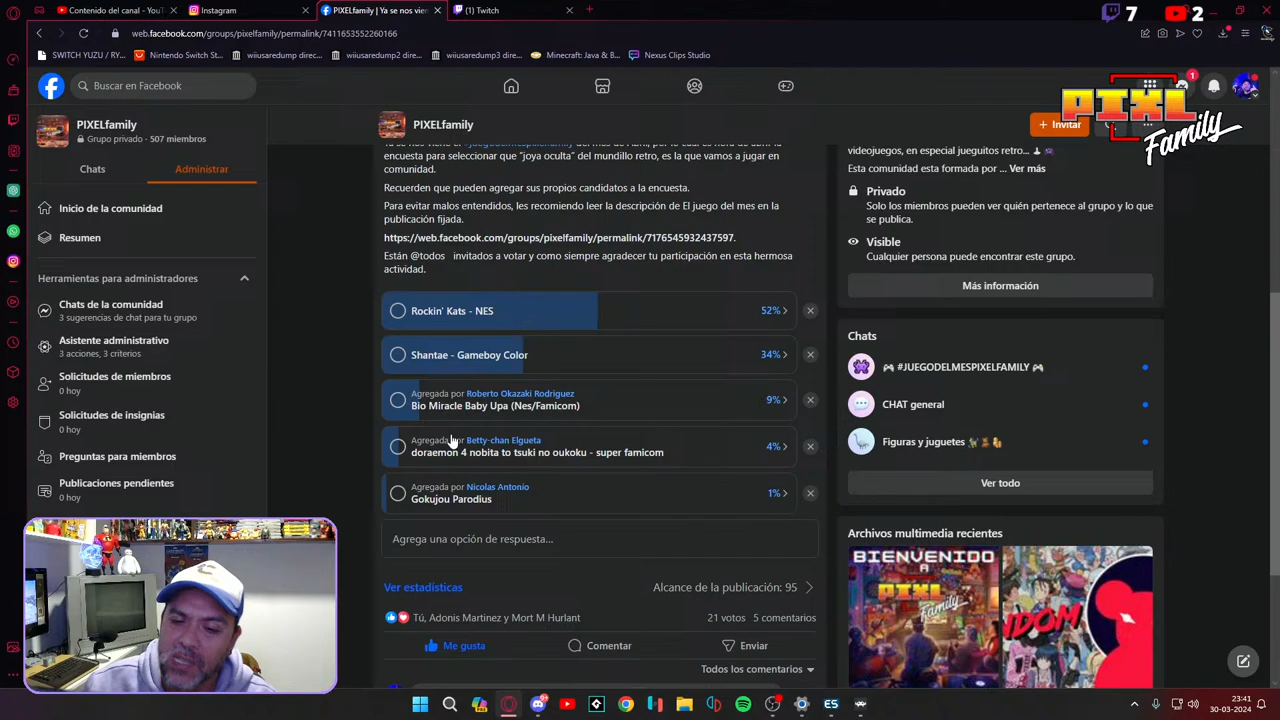 Contenido del canal - YouT
Instagram
PIXELfamily | Ya se nos vien
(1) Twitch
7
2
web.facebook.com/groups/pixelfamily/permalink/7411653552260166
SWITCH YUZU / RY...
Nintendo Switch St...
wiiusaredump dire...
wiiusaredump2 dire...
wiiusaredump3 dire...
Minecraft: Java & B...
Nexus Clips Studio
Buscar en Facebook
1
PIXL
Family
PIXELfamily
Grupo privado · 507 miembros
Chats
Administrar
Inicio de la comunidad
Resumen
Herramientas para administradores
Chats de la comunidad
3 sugerencias de chat para tu grupo
Asistente administrativo
3 acciones, 3 criterios
Solicitudes de miembros
0 hoy
Solicitudes de insignias
0 hoy
Preguntas para miembros
Publicaciones pendientes
0 hoy
PIXELfamily
+ Invitar
encuesta para seleccionar que "joya oculta" del mundillo retro, es la que vamos a jugar en
comunidad.
Recuerden que pueden agregar sus propios candidatos a la encuesta.
Para evitar malos entendidos, les recomiendo leer la descripción de El juego del mes en la
publicación fijada.
https://web.facebook.com/groups/pixelfamily/permalink/7176545932437597.
Están @todos invitados a votar y como siempre agradecer tu participación en esta hermosa
actividad.
Rockin' Kats - NES
52%
Shantae - Gameboy Color
34%
Agregada por Roberto Okazaki Rodriguez
Bio Miracle Baby Upa (Nes/Famicom)
9%
Agregada por Betty-chan Elgueta
doraemon 4 nobita to tsuki no oukoku - super famicom
4%
Agregada por Nicolas Antonio
Gokujou Parodius
1%
Agrega una opción de respuesta...
Ver estadísticas
Alcance de la publicación: 95
Tú, Adonis Martinez y Mort M Hurlant
21 votos
5 comentarios
Me gusta
Comentar
Enviar
Todos los comentarios
videojuegos, en especial jueguitos retro...
Esta comunidad esta formada por ... Ver más
Privado
Solo los miembros pueden ver quién pertenece al grupo y lo que
se publica.
Visible
Cualquier persona puede encontrar este grupo.
Más información
Chats
#JUEGODELMESPIXELFAMILY
CHAT general
Figuras y juguetes
Ver todo
Archivos multimedia recientes
BIENVENIDO
A
PIXL
Family
NDOM
23:41
30-03-2024